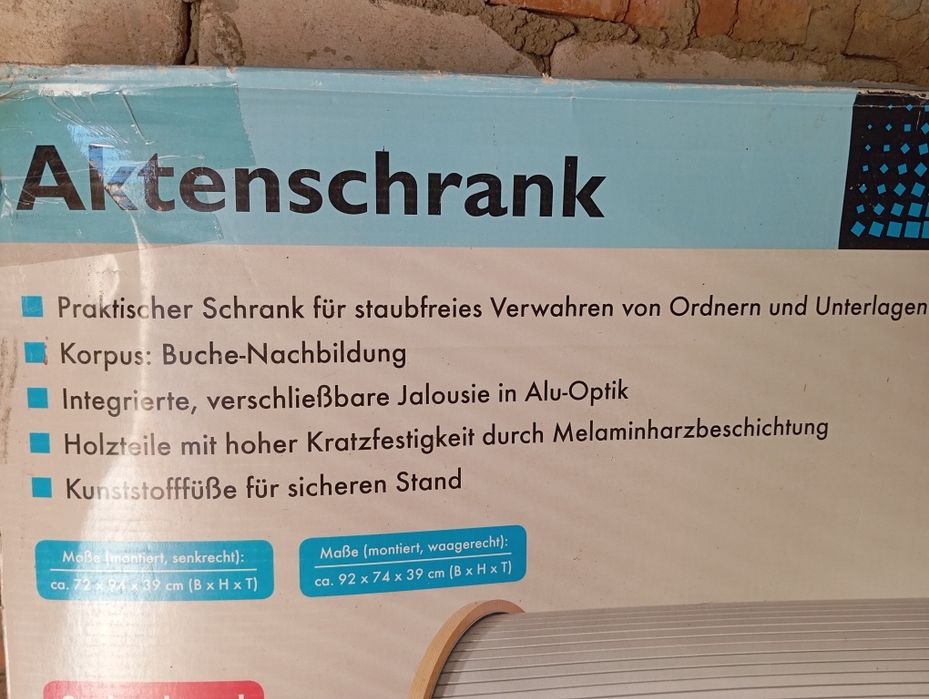 Aktenschrank
Praktischer Schrank für staubfreies Verwahren von Ordnern und Unterlagen
Korpus: Buche-Nachbildung
Integrierte, verschließbare Jalousie in Alu-Optik
Holzteile mit hoher Kratzfestigkeit durch Melaminharzbeschichtung
Kunststofffüße für sicheren Stand
Maße (montiert, senkrecht):
ca. 72 x 94 x 39 cm (B x H x T)
Maße (montiert, waagerecht):
ca. 92 x 74 x 39 cm (B x H x T)